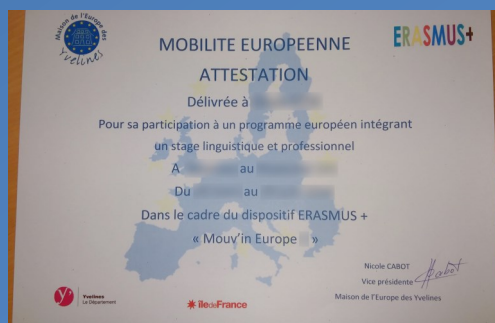 Maison de l'Europe des
Yvelines
ERASMUS+
MOBILITE EUROPEENNE
ATTESTATION
Délivrée à
Pour sa participation à un programme européen intégrant
un stage linguistique et professionnel
A au
Du au
Dans le cadre du dispositif ERASMUS +
« Mouv'in Europe »
Nicole CABOT
Vice présidente
Cabot
Maison de l'Europe des Yvelines
Yvelines
Le Département
îledeFrance